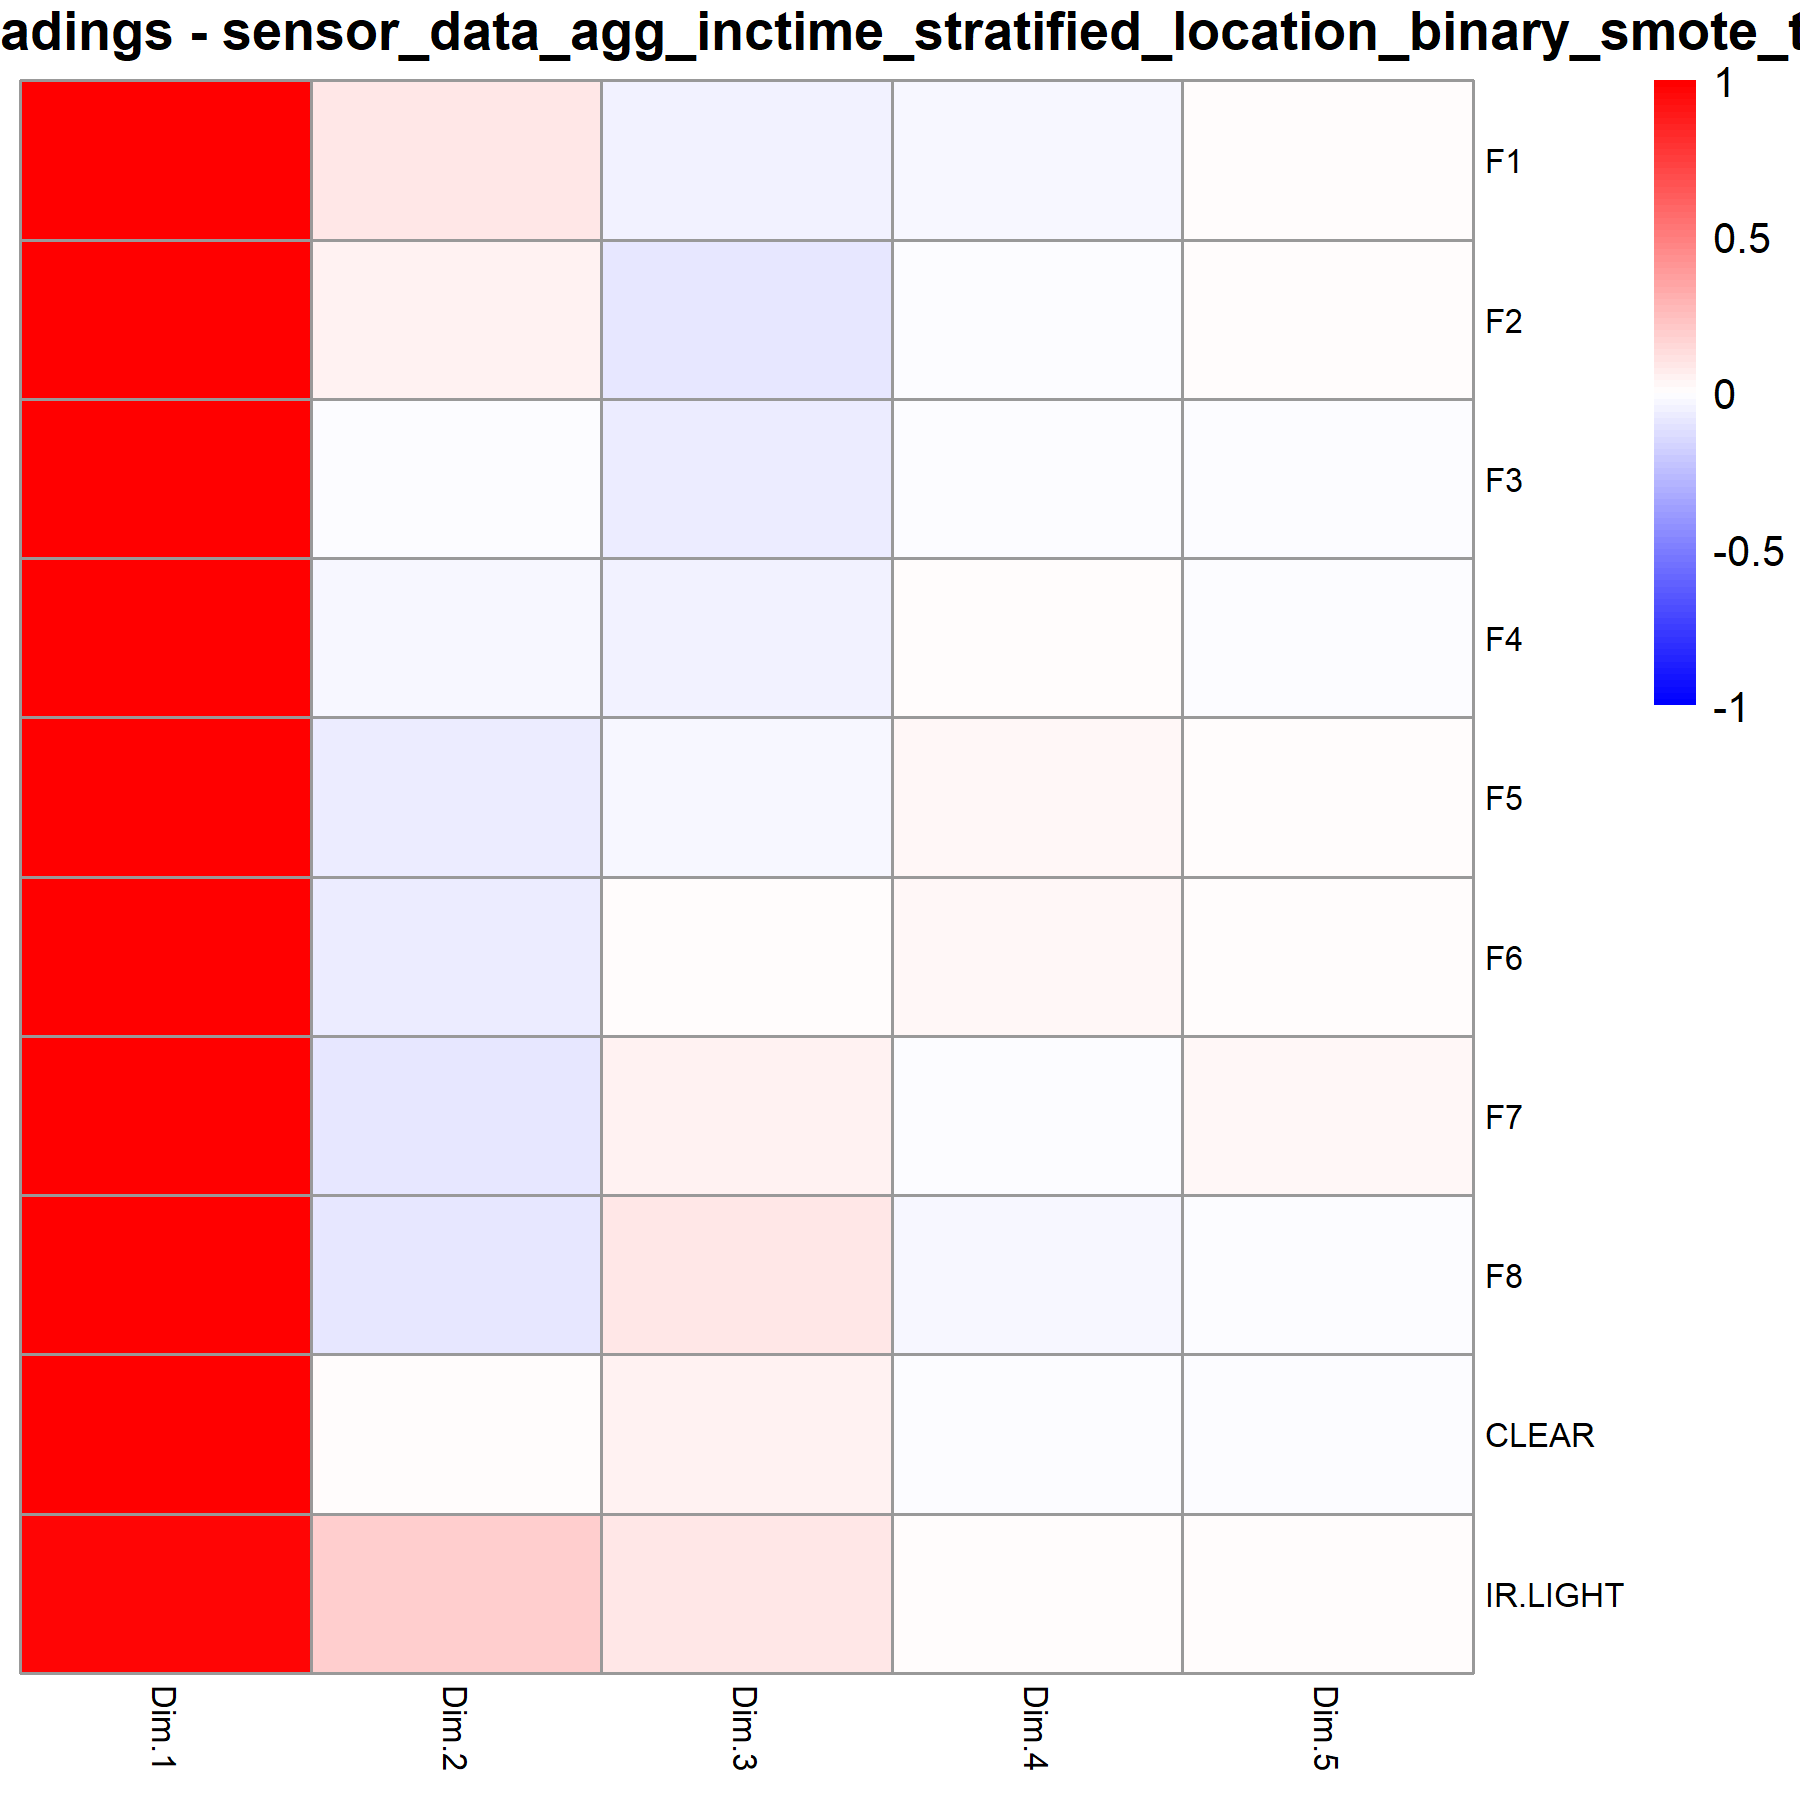 adings - sensor_data_agg_inctime_stratified_location_binary_smote_t
1
0.5
0
-0.5
-1
F1
F2
F3
F4
F5
F6
F7
F8
CLEAR
IR.LIGHT
Dim.1
Dim.2
Dim.3
Dim.4
Dim.5